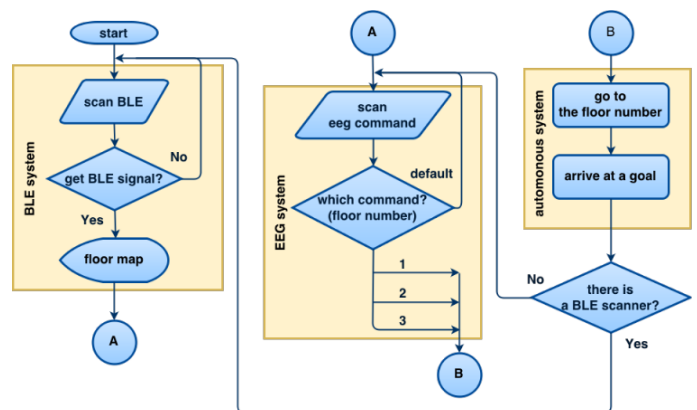 start
scan BLE
get BLE signal?
No
Yes
floor map
BLE system
A
A
scan
eeg command
default
which command?
(floor number)
1
2
3
EEG system
B
B
go to
the floor number
arrive at a goal
automonous system
No
there is
a BLE scanner?
Yes